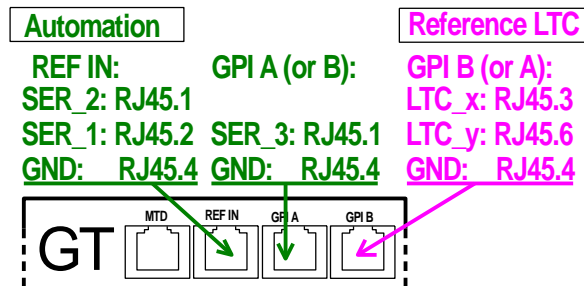 Automation Reference LTC
REF IN: GPI A (or B): GPI B (or A):
SER_2: RJ45.1 LTC_x: RJ45.3
SER_1: RJ45.2 SER_3: RJ45.1 LTC_y: RJ45.6
GND: RJ45.4 GND: RJ45.4 GND: RJ45.4
MTD REF IN GPI A GPI B
GT